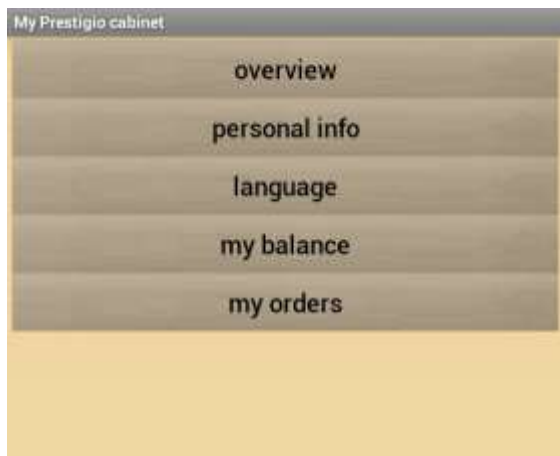 My Prestigio cabinet
overview
personal info
language
my balance
my orders